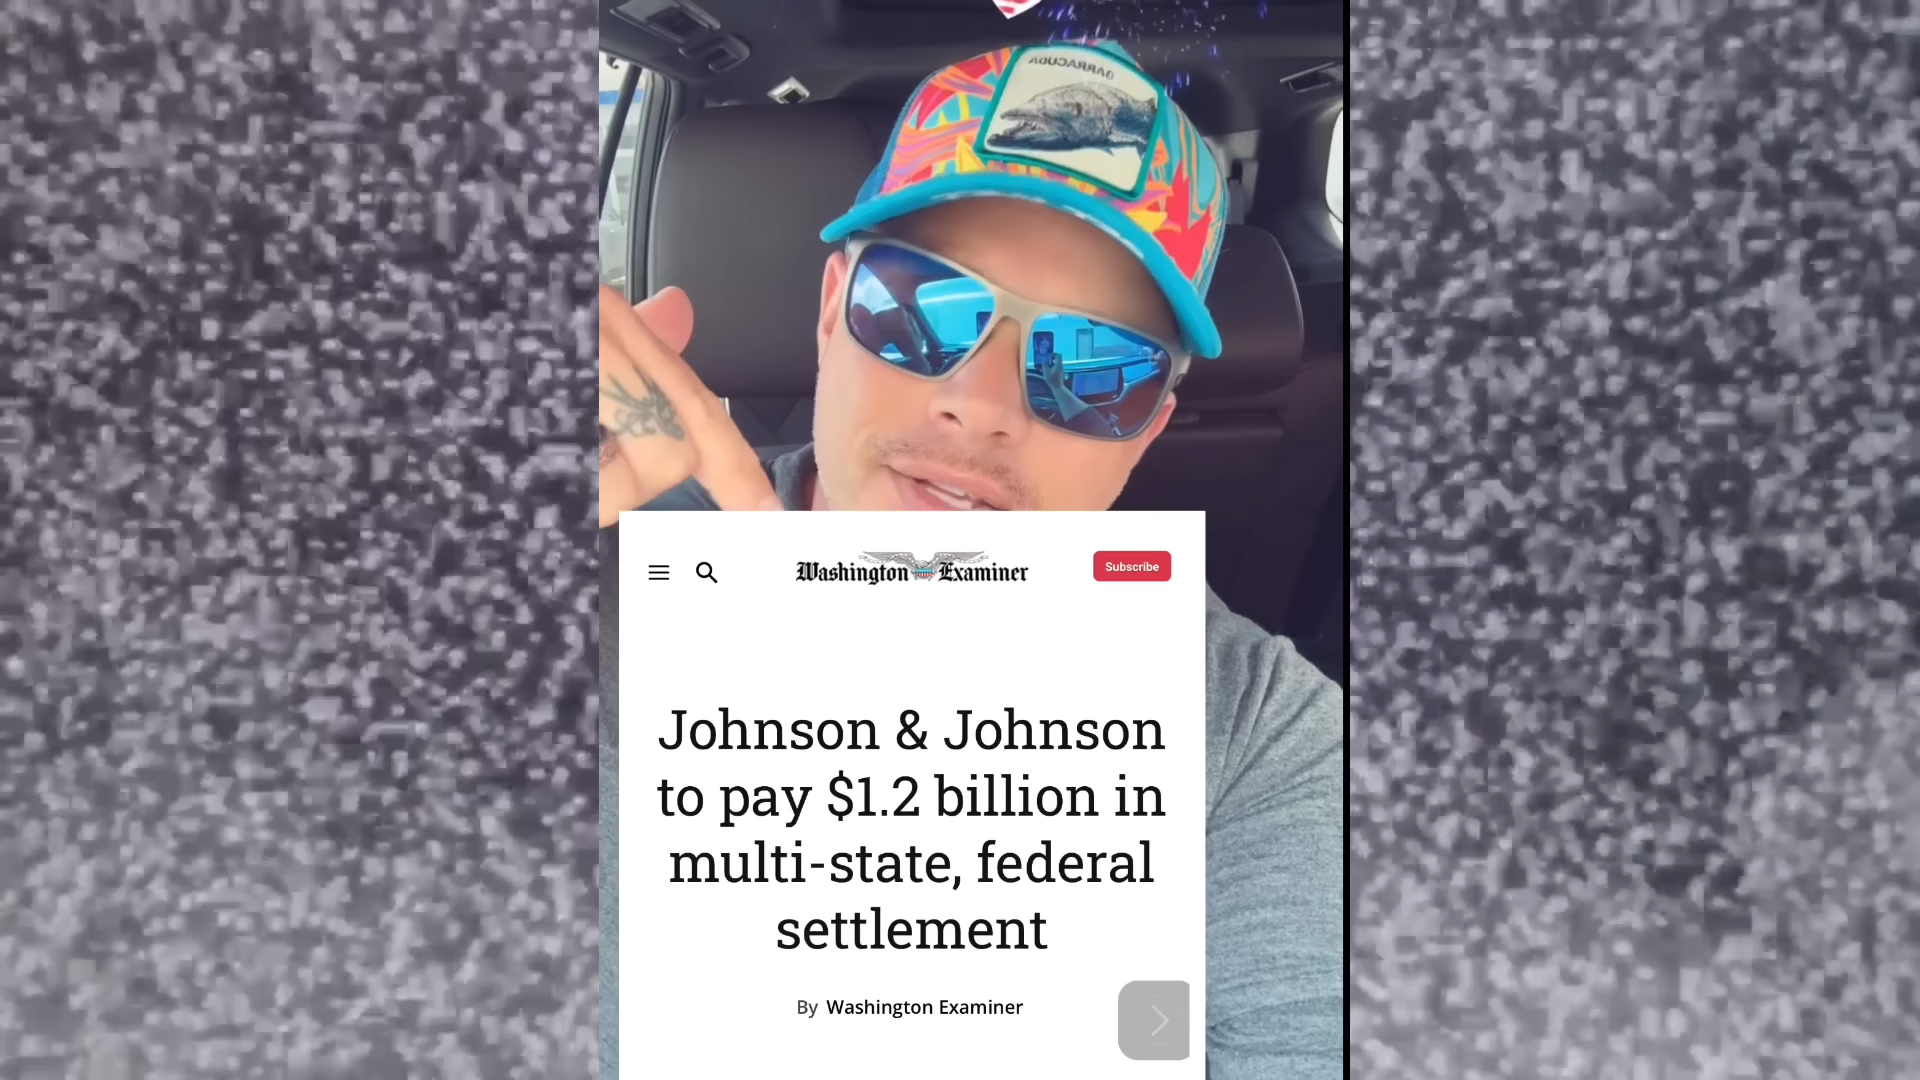 BARRACUDA
Washington Examiner
Subscribe
Johnson & Johnson
to pay $1.2 billion in
multi-state, federal
settlement
By Washington Examiner